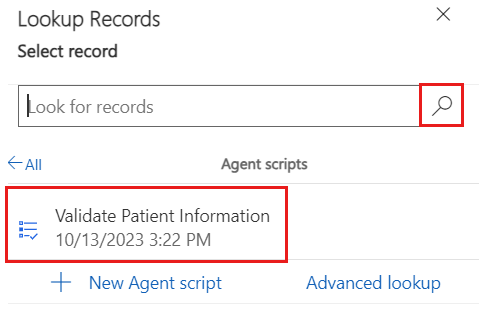 Lookup Records
Select record
Look for records
All Agent scripts
Validate Patient Information
10/13/2023 3:22 PM
New Agent script Advanced lookup